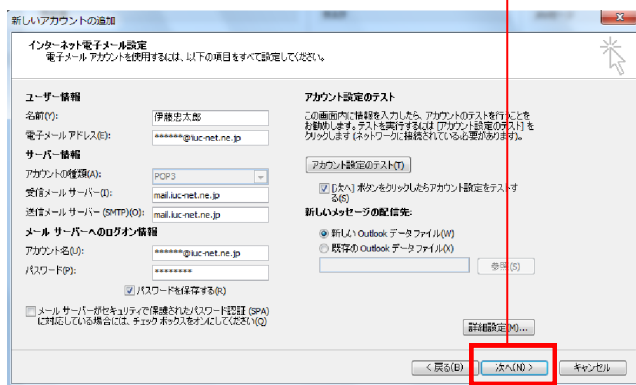 新しいアカウントの追加
インターネット電子メール設定
電子メール アカウントを使用するには、以下の項目をすべて設定してください。
ユーザー情報
名前(Y):
伊藤忠太郎
電子メール アドレス(E):
******@iuc-net.ne.jp
サーバー情報
アカウントの種類(A):
POP3
受信メール サーバー(I):
mail.iuc-net.ne.jp
送信メール サーバー (SMTP)(O):
mail.iuc-net.ne.jp
メール サーバーへのログオン情報
アカウント名(U):
******@iuc-net.ne.jp
パスワード(P):
********
パスワードを保存する(R)
メール サーバーがセキュリティで保護されたパスワード認証 (SPA)
に対応している場合には、チェック ボックスをオンにしてください(Q)
アカウント設定のテスト
この画面内に情報を入力したら、アカウントのテストを行うことを
お勧めします。テストを実行するには [アカウント設定のテスト] を
クリックします (ネットワークに接続されている必要があります)。
アカウント設定のテスト(T)
[次へ] ボタンをクリックしたらアカウント設定をテストす
る(S)
新しいメッセージの配信先:
新しい Outlook データ ファイル(W)
既存の Outlook データ ファイル(X)
参照(S)
詳細設定(M)...
< 戻る(B)
次へ(N) >
キャンセル